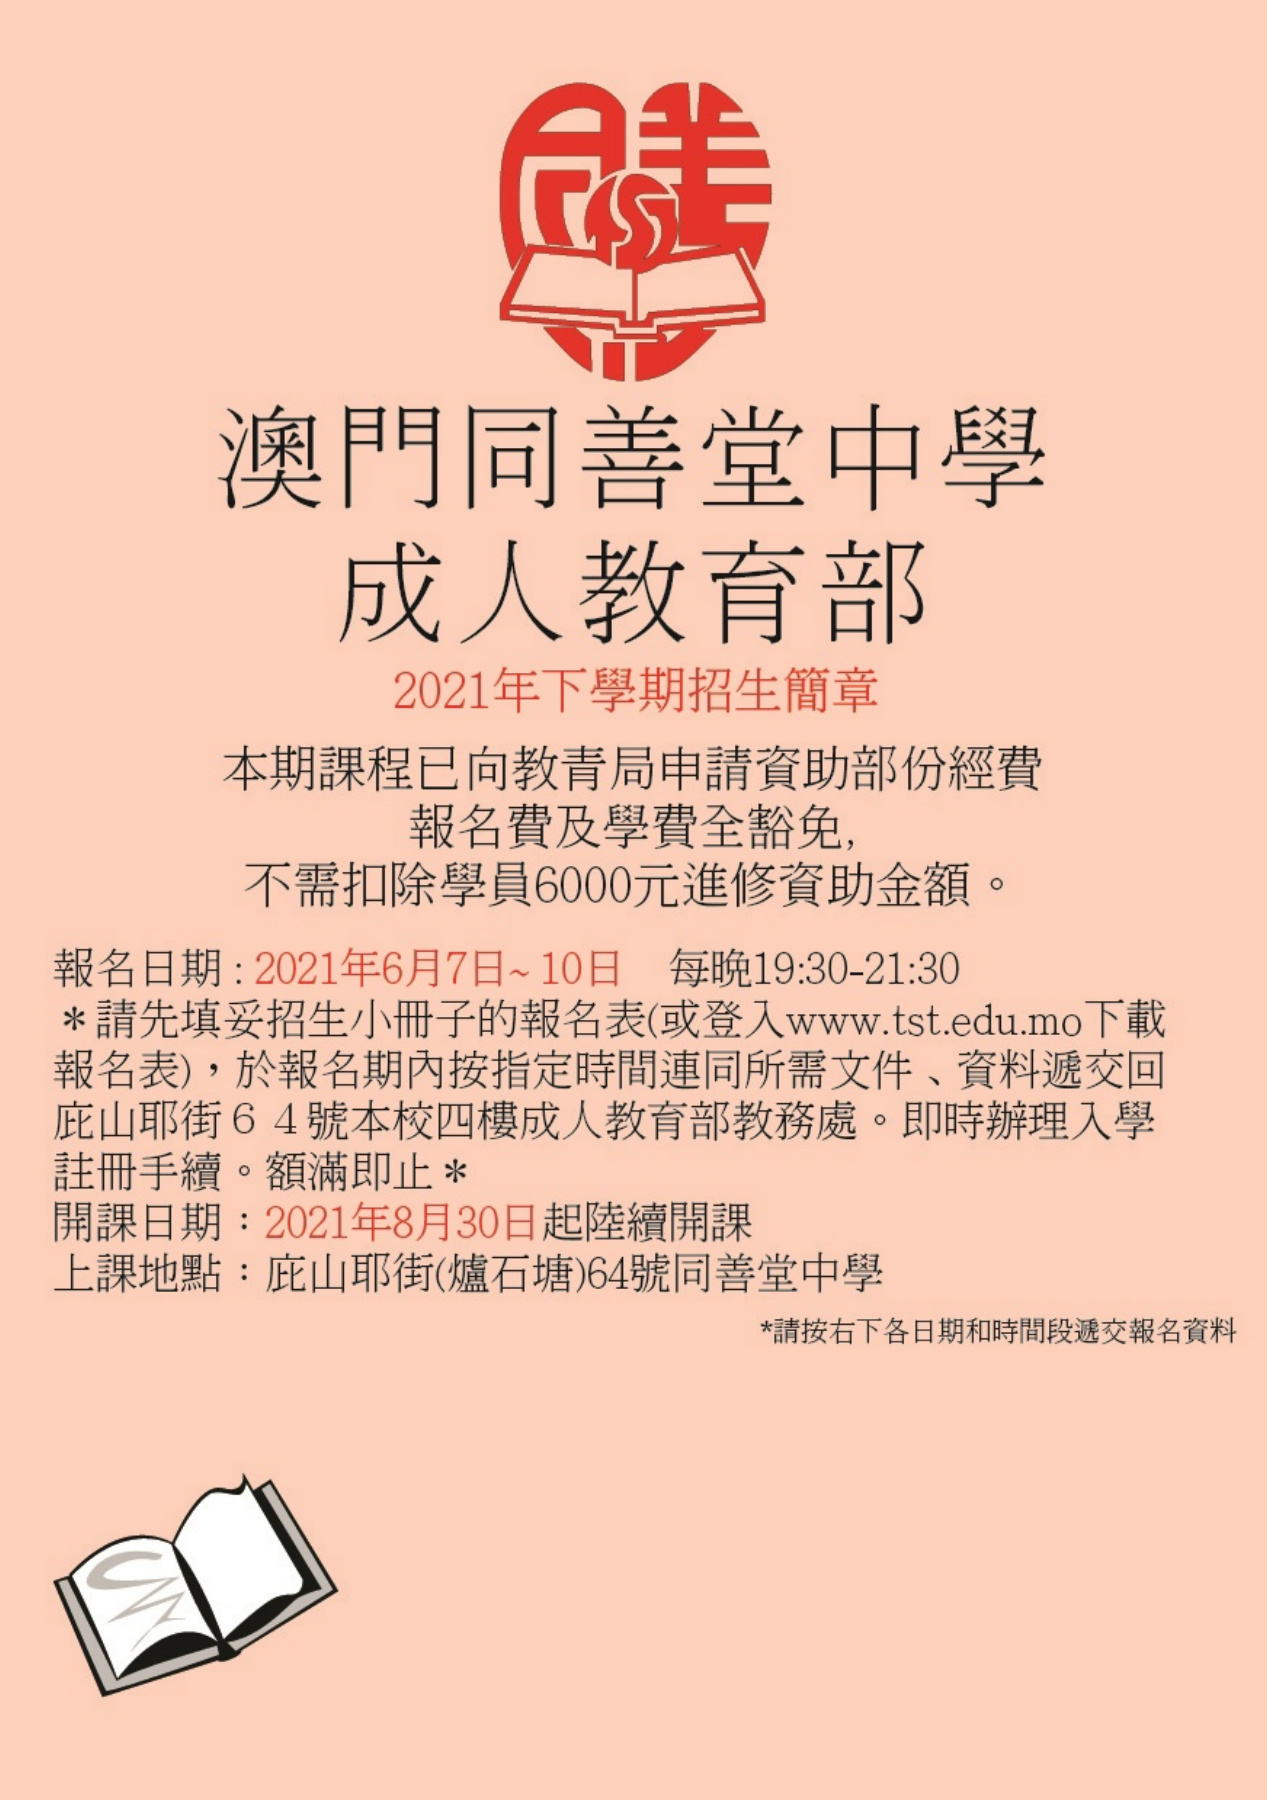 澳門同善堂中學
成人教育部
2021年下學期招生簡章
本期課程已向教青局申請資助部份經費
報名費及學費全豁免,
不需扣除學員6000元進修資助金額。
報名日期:2021年6月7日~ 10日　每晚19:30-21:30
＊請先填妥招生小冊子的報名表(或登入www.tst.edu.mo下載
報名表)，於報名期內按指定時間連同所需文件、資料遞交回
庇山耶街６４號本校四樓成人教育部教務處。即時辦理入學
註冊手續。額滿即止＊
開課日期：2021年8月30日起陸續開課
上課地點：庇山耶街(爐石塘)64號同善堂中學
*請按右下各日期和時間段遞交報名資料